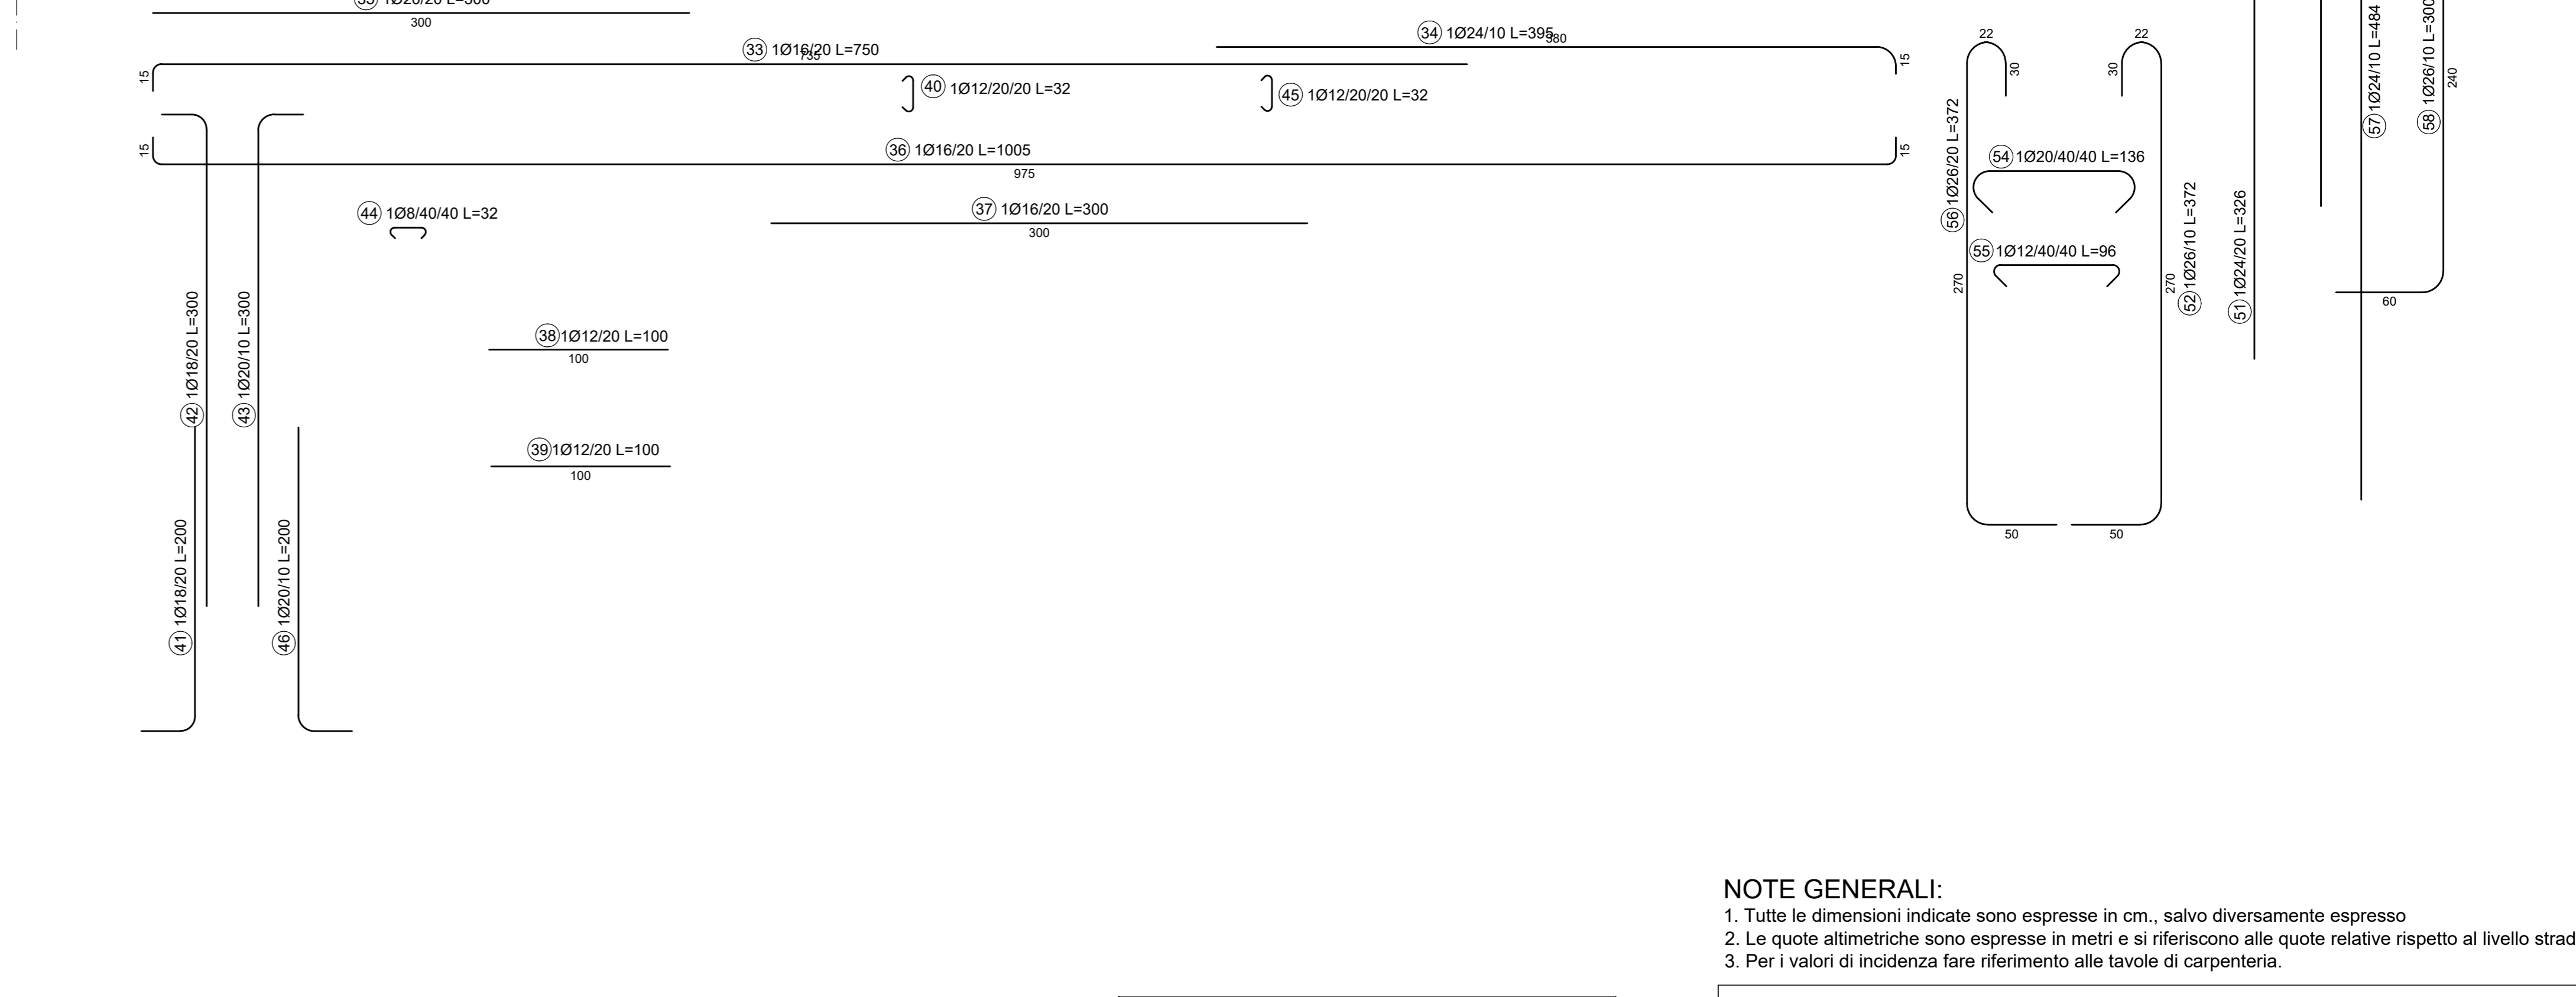 35 1Ø20/20 L=300
300
33 1Ø16/20 L=750
735
34 1Ø24/10 L=395
380
15
15
40 1Ø12/20/20 L=32
45 1Ø12/20/20 L=32
36 1Ø16/20 L=1005
975
15
15
44 1Ø8/40/40 L=32
37 1Ø16/20 L=300
300
38 1Ø12/20 L=100
100
39 1Ø12/20 L=100
100
42 1Ø18/20 L=300
43 1Ø20/10 L=300
41 1Ø18/20 L=200
46 1Ø20/10 L=200
22
22
30
30
56 1Ø26/20 L=372
54 1Ø20/40/40 L=136
55 1Ø12/40/40 L=96
270
270
52 1Ø26/10 L=372
50
50
51 1Ø24/20 L=326
57 1Ø24/10 L=484
58 1Ø26/10 L=300
240
60
NOTE GENERALI:
1. Tutte le dimensioni indicate sono espresse in cm., salvo diversamente espresso
2. Le quote altimetriche sono espresse in metri e si riferiscono alle quote relative rispetto al livello strad
3. Per i valori di incidenza fare riferimento alle tavole di carpenteria.